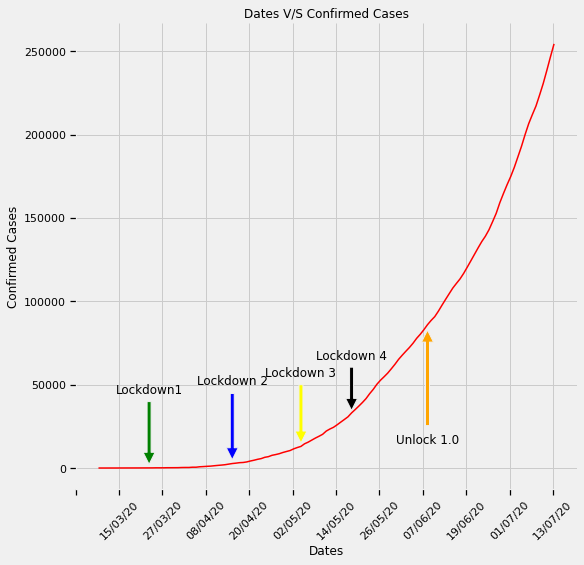 Dates V/S Confirmed Cases
250000
200000
150000
100000
50000
0
Confirmed Cases
Lockdown1
Lockdown 2
Lockdown 3
Lockdown 4
Unlock 1.0
15/03/20
27/03/20
08/04/20
20/04/20
02/05/20
14/05/20
26/05/20
07/06/20
19/06/20
01/07/20
13/07/20
Dates